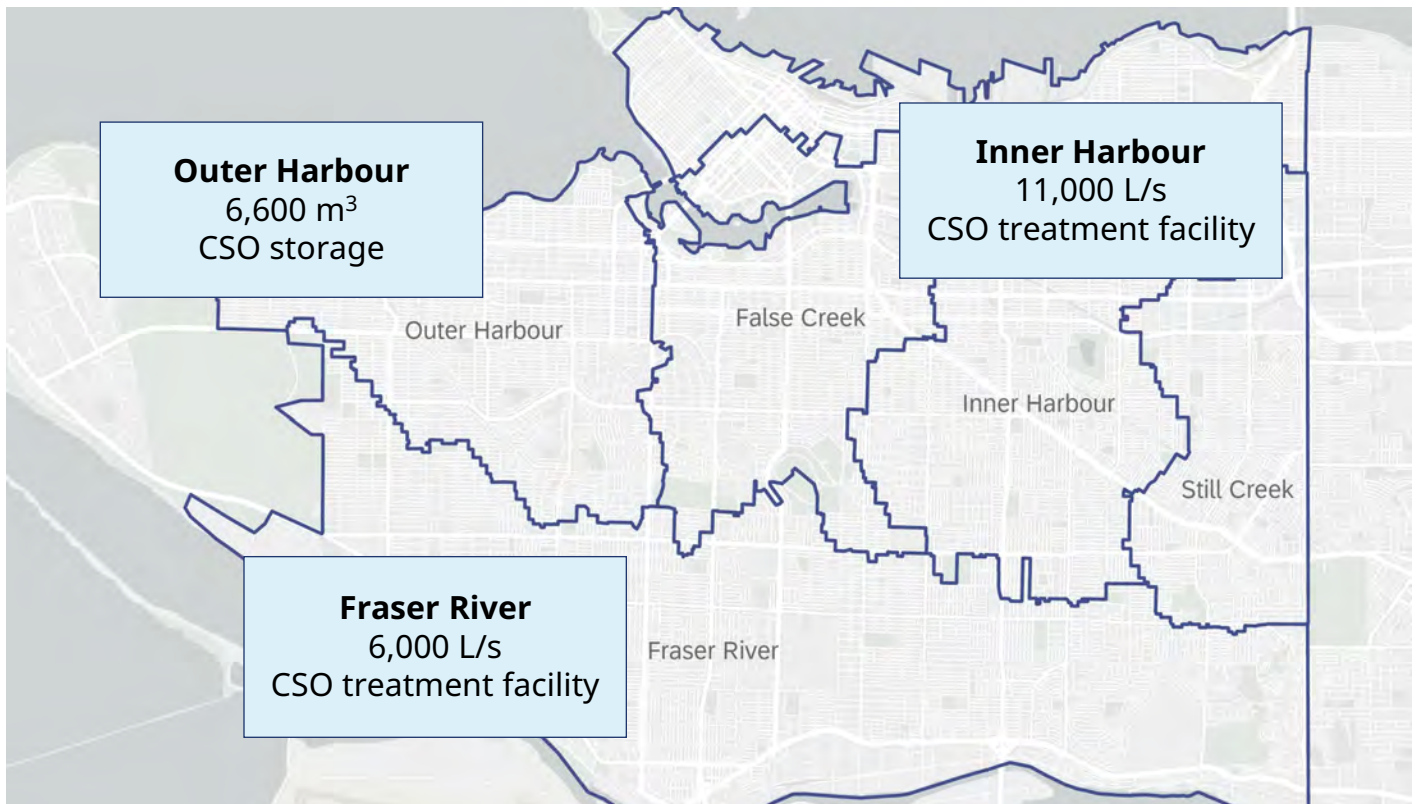 Outer Harbour
6,600 m³
CSO storage
Inner Harbour
11,000 L/s
CSO treatment facility
Outer Harbour
False Creek
Inner Harbour
Still Creek
Fraser River
6,000 L/s
CSO treatment facility
Fraser River